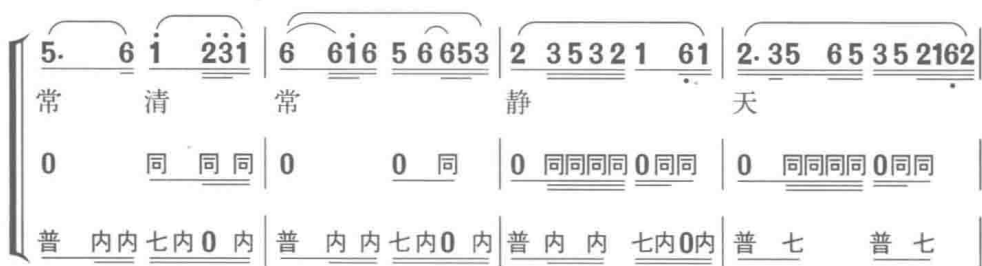 5. 6 1 231 | 6 616 5 6653 | 2 3532 1 61 | 2. 35 65 35 2162 |
常 清 常 静 天
0 同 同 同 | 0 0 同 | 0 同同同同 0 同同 | 0 同同同同 0 同同 |
普 内内 七内 0 内 | 普 内 内 七内 0 内 | 普 内 内 七内 0 内 | 普 七 普 七 |